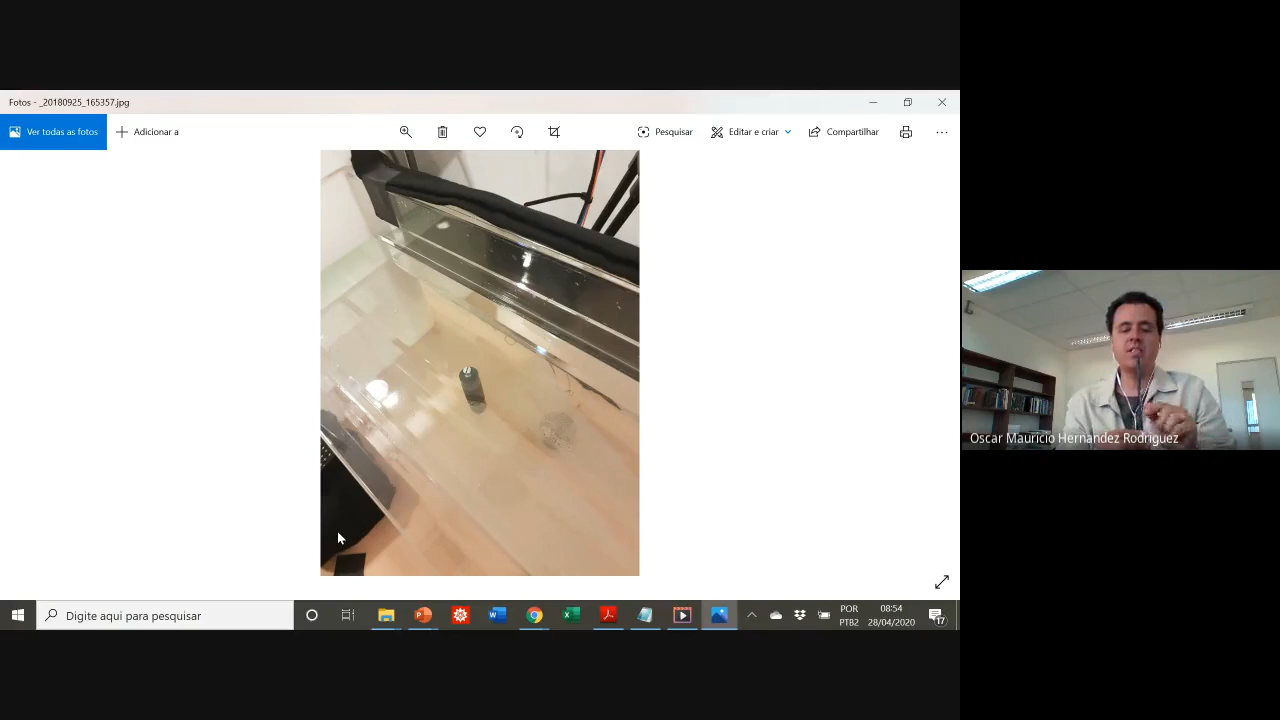 Fotos - _20180925_165357.jpg
Ver todas as fotos
Adicionar a
Pesquisar
Editar e criar
Compartilhar
Oscar Mauricio Hernandez Rodriguez
Digite aqui para pesquisar
POR
PTB2
08:54
28/04/2020
17